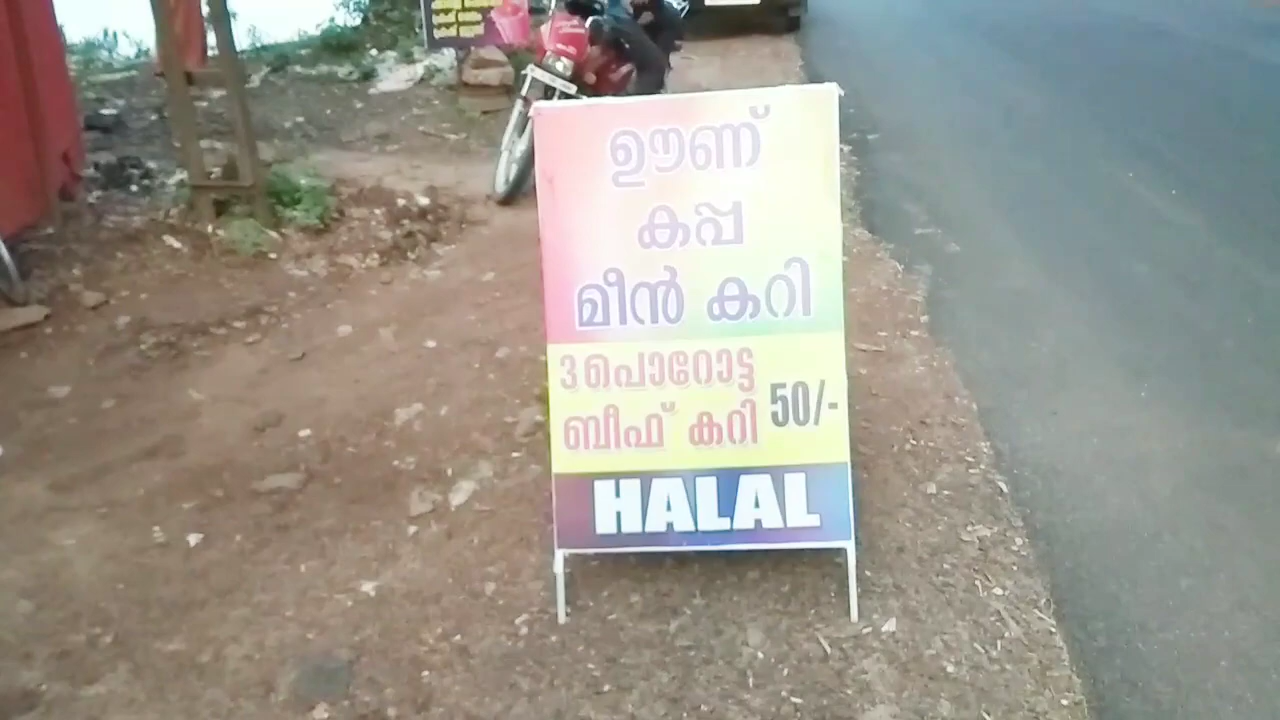 ഊണ്
കപ്പ
മീൻ കറി
3 പൊറോട്ട
ബീഫ് കറി 50/-
HALAL